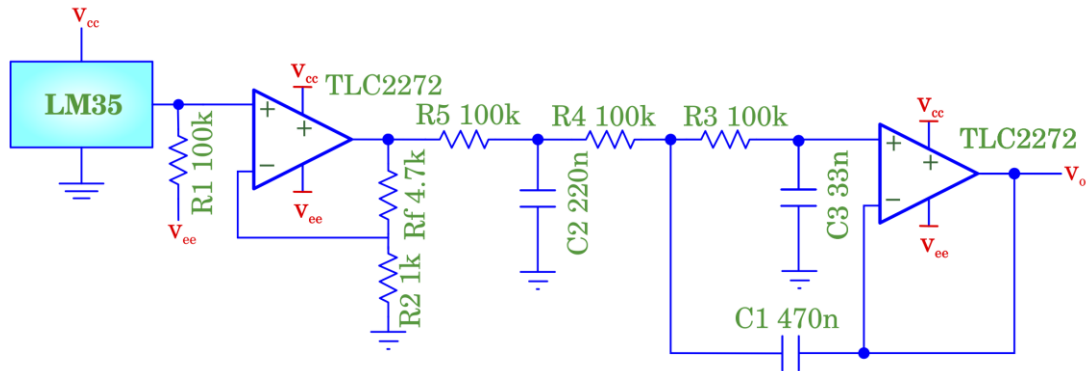 Vcc
LM35
R1 100k
Vee
Vcc
TLC2272
+
+
−
Vee
Rf 4.7k
R2 1k
R5 100k
C2 220n
R4 100k
R3 100k
C3 33n
C1 470n
Vcc
TLC2272
+
+
−
Vee
Vo